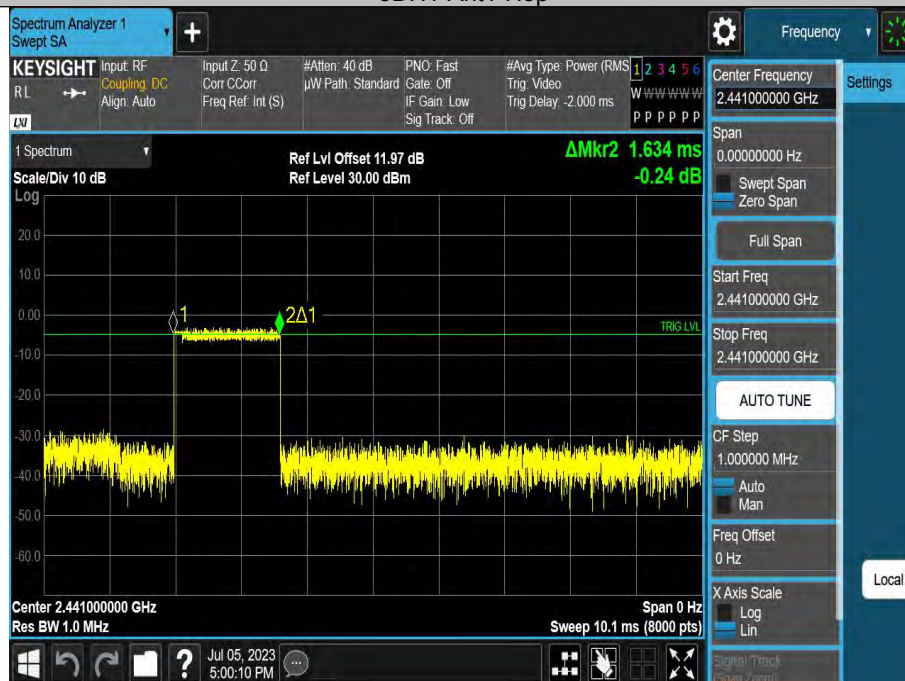 Spectrum Analyzer 1
Swept SA
+
Frequency
KEYSIGHT
RL
LXI
Input: RF
Coupling: DC
Align: Auto
Input Z: 50 Ω
Corr CCorr
Freq Ref: Int (S)
#Atten: 40 dB
µW Path: Standard
PNO: Fast
Gate: Off
IF Gain: Low
Sig Track: Off
#Avg Type: Power (RMS
Trig: Video
Trig Delay: -2.000 ms
1 2 3 4 5 6
W W W W W W
P P P P P P
Center Frequency
2.441000000 GHz
Settings
Span
0.00000000 Hz
Swept Span
Zero Span
Full Span
Start Freq
2.441000000 GHz
Stop Freq
2.441000000 GHz
AUTO TUNE
CF Step
1.000000 MHz
Auto
Man
Freq Offset
0 Hz
X Axis Scale
Log
Lin
Signal Track
(Span Zoom)
Local
1 Spectrum
Scale/Div 10 dB
Ref Lvl Offset 11.97 dB
Ref Level 30.00 dBm
ΔMkr2 1.634 ms
-0.24 dB
Log
20.0
10.0
0.00
-10.0
-20.0
-30.0
-40.0
-50.0
-60.0
1
2Δ1
TRIG LVL
Center 2.441000000 GHz
Res BW 1.0 MHz
Span 0 Hz
Sweep 10.1 ms (8000 pts)
?
Jul 05, 2023
5:00:10 PM